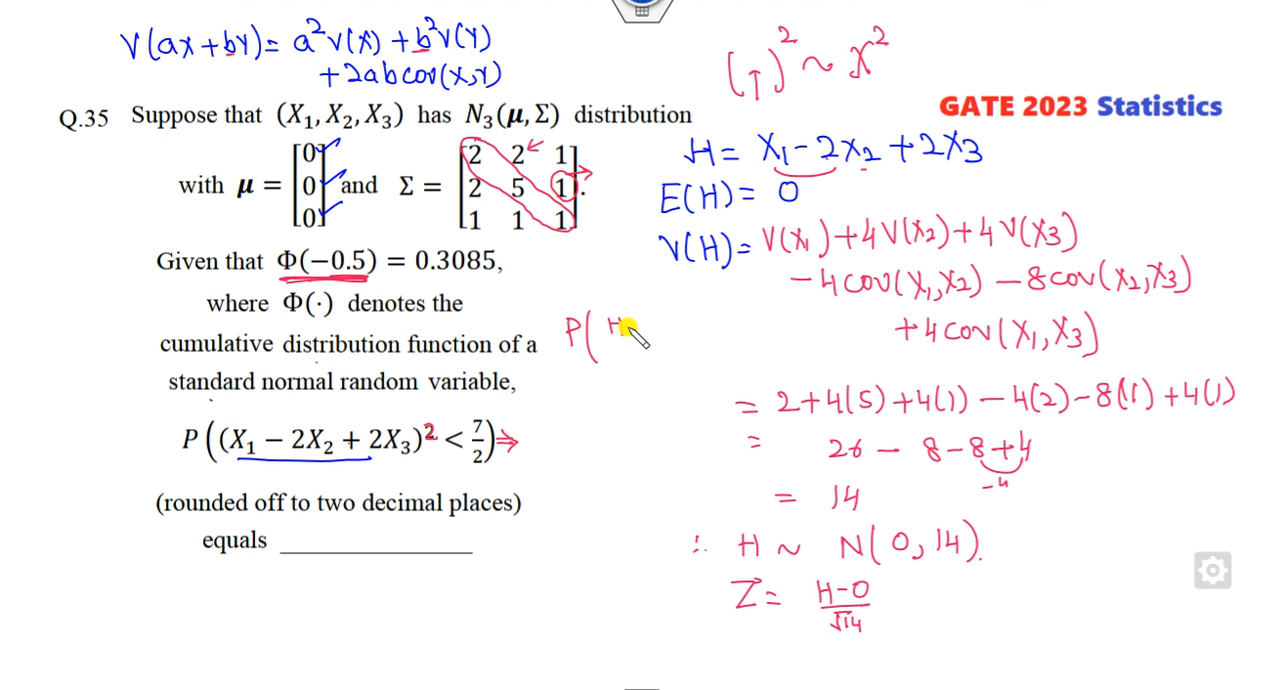 V(ax+by)= a²V(X) + b²V(Y)
+2abcov(X,Y)
( )² ~ χ²
GATE 2023 Statistics
Q.35 Suppose that (X₁, X₂, X₃) has N₃(μ, Σ) distribution
with μ = [0 0 0] and Σ = [2 2 1
2 5 1
1 1 1].
Given that Φ(−0.5) = 0.3085,
where Φ(·) denotes the
cumulative distribution function of a
standard normal random variable,
P((X₁ − 2X₂ + 2X₃)² < 7/2) ⇒
(rounded off to two decimal places)
equals
H = X₁ − 2X₂ + 2X₃
E(H) = 0
V(H) = V(X₁) + 4V(X₂) + 4V(X₃)
− 4cov(X₁,X₂) − 8cov(X₂,X₃)
+ 4cov(X₁,X₃)
P( H
= 2+4(5)+4(1) − 4(2) − 8(1) + 4(1)
= 26 − 8 − 8 + 4
−4
= 14
∴ H ~ N(0, 14).
Z = H−0/√14